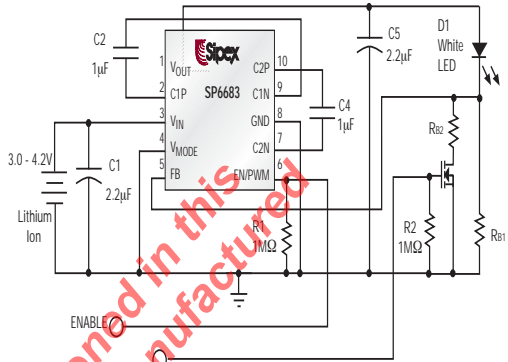 C2
1µF
Sipex
SP6683
1
VOUT
2
C1P
3
VIN
4
VMODE
5
FB
C2P
10
C1N
9
GND
8
C2N
7
EN/PWM
6
C5
2.2µF
D1
White
LED
C4
1µF
RB2
3.0 - 4.2V
C1
2.2µF
Lithium
Ion
R1
1MΩ
R2
1MΩ
RB1
ENABLE
oned in this
nufactured